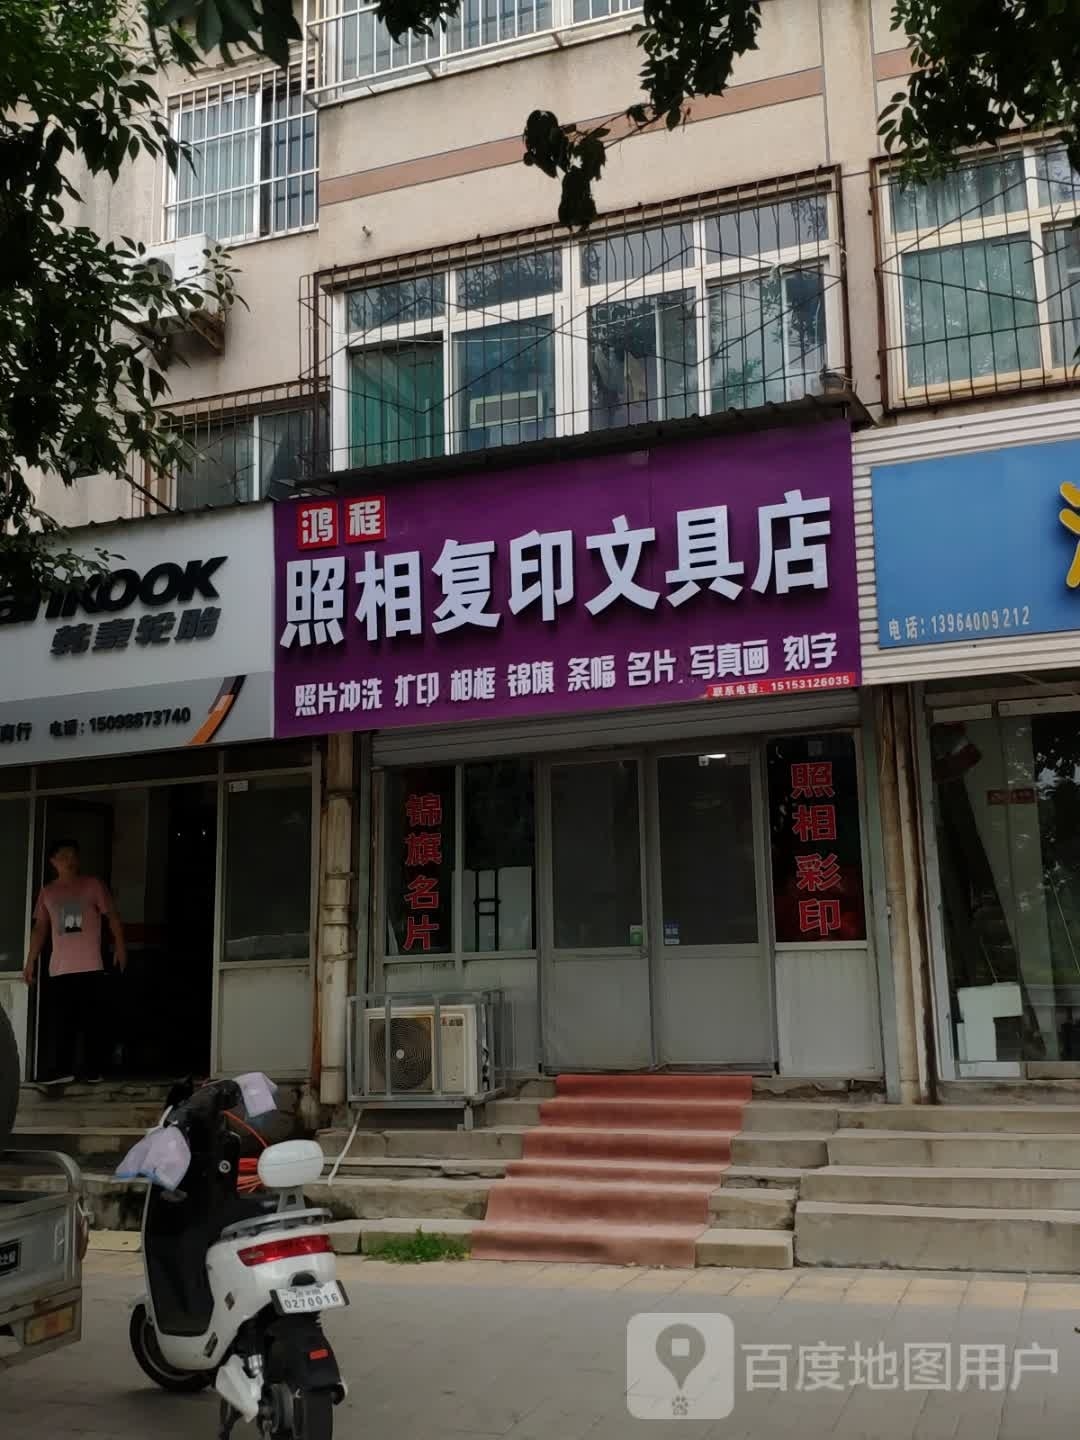 鸿程
照相复印文具店
照片冲洗 扩印 相框 锦旗 条幅 名片 写真画 刻字
联系电话：15153126035
anKOOK
韩泰轮胎
商行 电话：15098873740
电话：13964009212
锦旗名片
照相彩印
0270016
百度地图用户